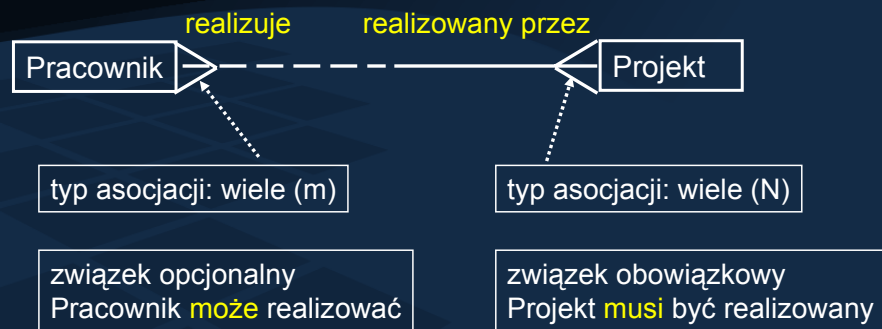 realizuje realizowany przez
Pracownik Projekt
typ asocjacji: wiele (m) typ asocjacji: wiele (N)
związek opcjonalny
Pracownik może realizować
związek obowiązkowy
Projekt musi być realizowany